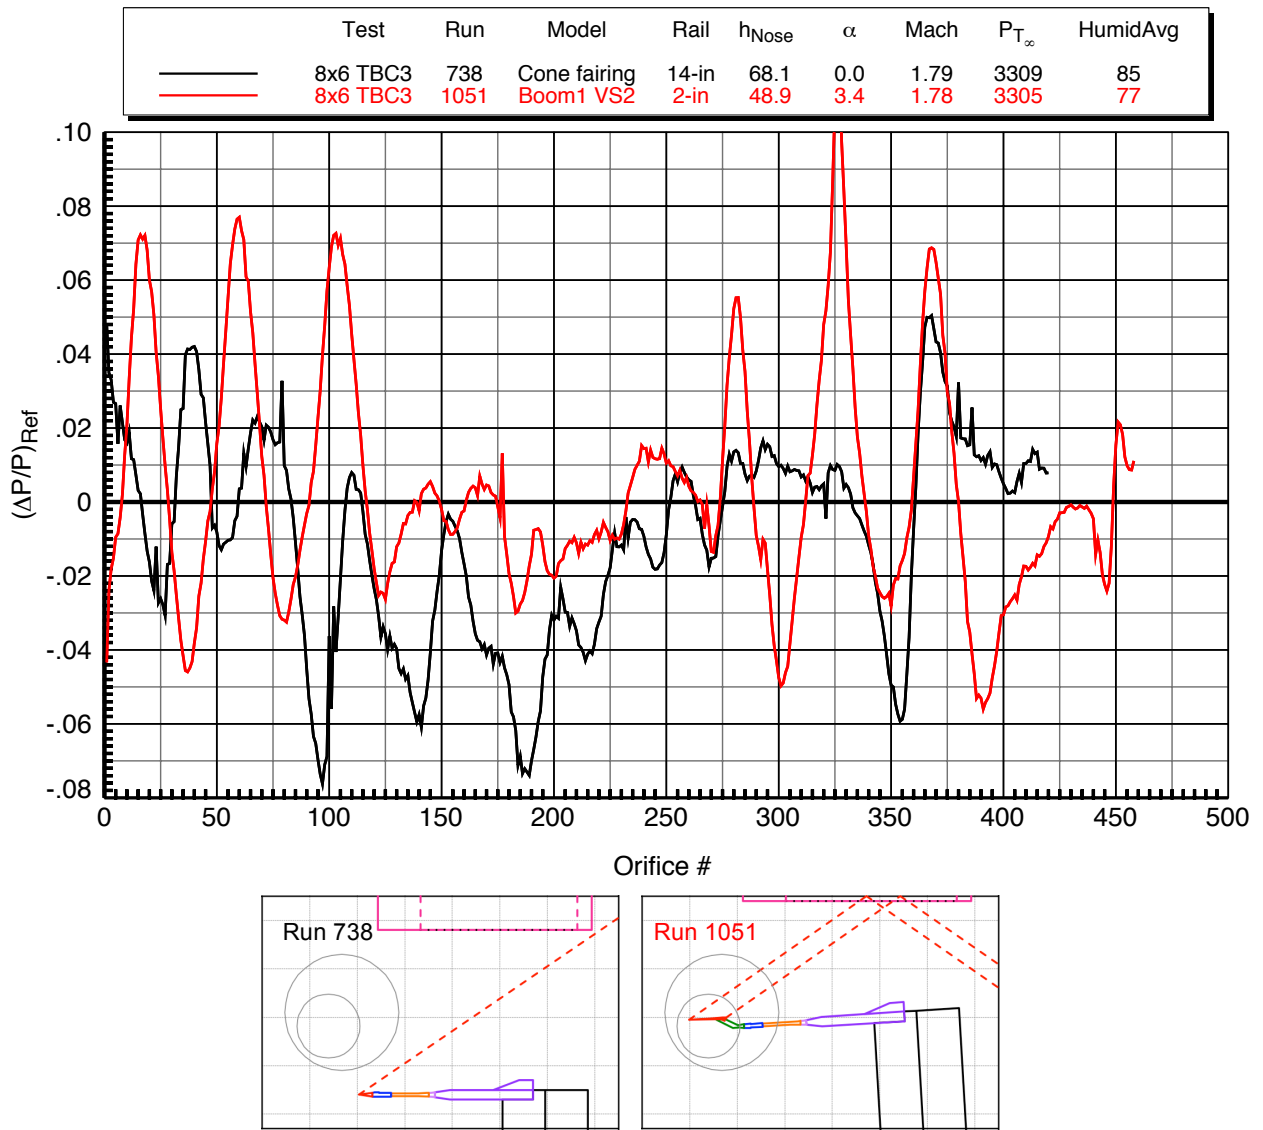 Test Run Model Rail hNose α Mach PT∞ HumidAvg
8x6 TBC3 738 Cone fairing 14-in 68.1 0.0 1.79 3309 85
8x6 TBC3 1051 Boom1 VS2 2-in 48.9 3.4 1.78 3305 77
.10
.08
.06
.04
.02
0
-.02
-.04
-.06
-.08
(ΔP/P)Ref
0 50 100 150 200 250 300 350 400 450 500
Orifice #
Run 738
Run 1051